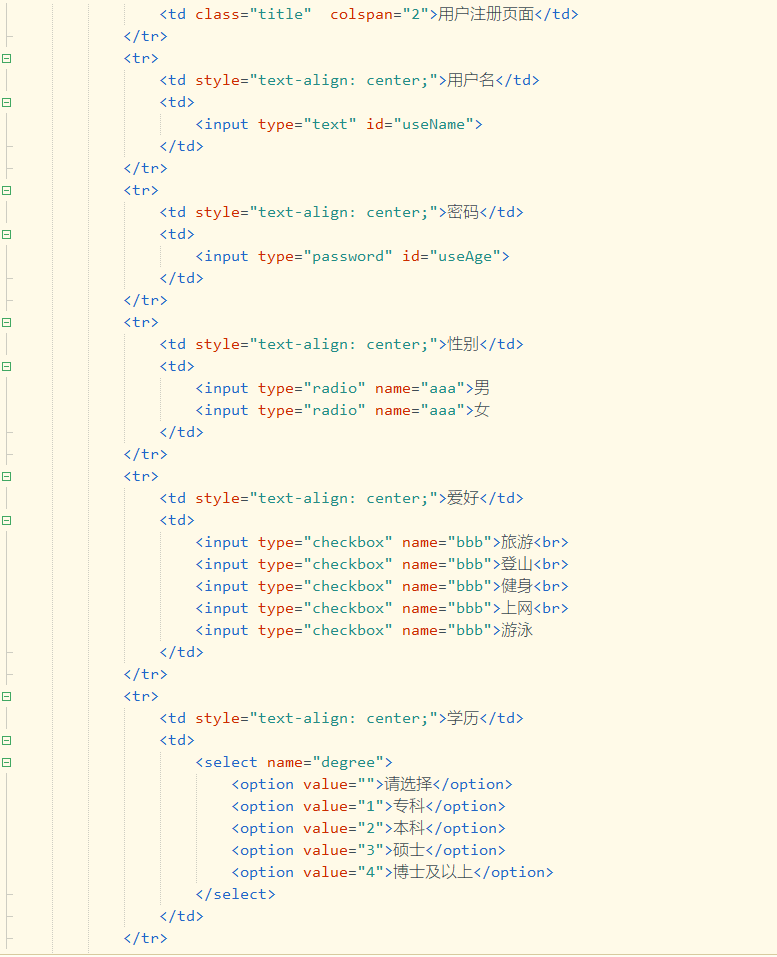 <td class="title"  colspan="2">用户注册页面</td>
</tr>
<tr>
<td style="text-align: center;">用户名</td>
<td>
<input type="text" id="useName">
</td>
</tr>
<tr>
<td style="text-align: center;">密码</td>
<td>
<input type="password" id="useAge">
</td>
</tr>
<tr>
<td style="text-align: center;">性别</td>
<td>
<input type="radio" name="aaa">男
<input type="radio" name="aaa">女
</td>
</tr>
<tr>
<td style="text-align: center;">爱好</td>
<td>
<input type="checkbox" name="bbb">旅游<br>
<input type="checkbox" name="bbb">登山<br>
<input type="checkbox" name="bbb">健身<br>
<input type="checkbox" name="bbb">上网<br>
<input type="checkbox" name="bbb">游泳
</td>
</tr>
<tr>
<td style="text-align: center;">学历</td>
<td>
<select name="degree">
<option value="">请选择</option>
<option value="1">专科</option>
<option value="2">本科</option>
<option value="3">硕士</option>
<option value="4">博士及以上</option>
</select>
</td>
</tr>